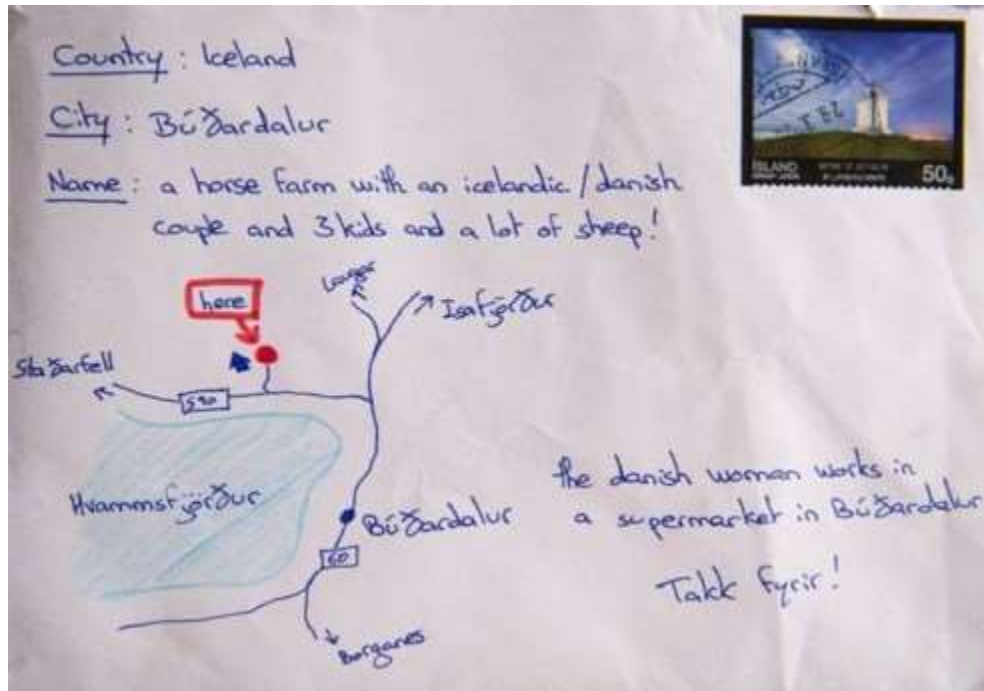 Country : Iceland
City : Búðardalur
Name : a horse farm with an icelandic/danish
couple and 3 kids and a lot of sheep!
here
Laugar
Isafjörður
Staðarfell
590
Hvammsfjörður
Búðardalur
60
Borganes
the danish woman works in
a supermarket in Búðardalur
Takk fyrir!
ISLAND
50g